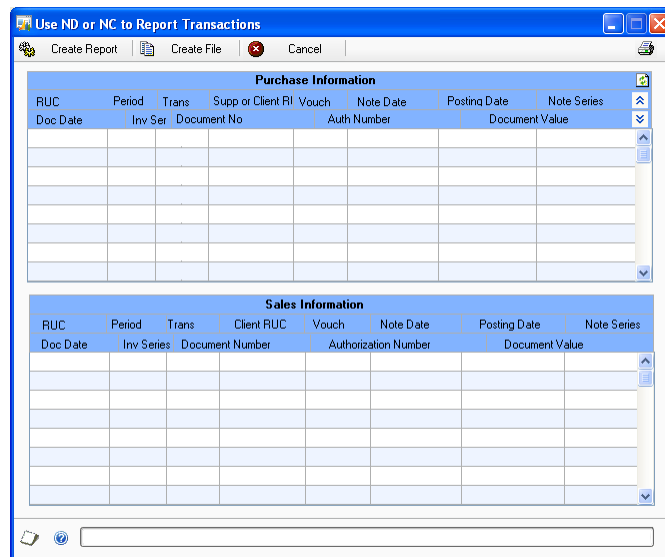 Use ND or NC to Report Transactions
Create Report Create File Cancel
Purchase Information
RUC Period Trans Supp or Client RI Vouch Note Date Posting Date Note Series
Doc Date Inv Ser Document No Auth Number Document Value
Sales Information
RUC Period Trans Client RUC Vouch Note Date Posting Date Note Series
Doc Date Inv Series Document Number Authorization Number Document Value